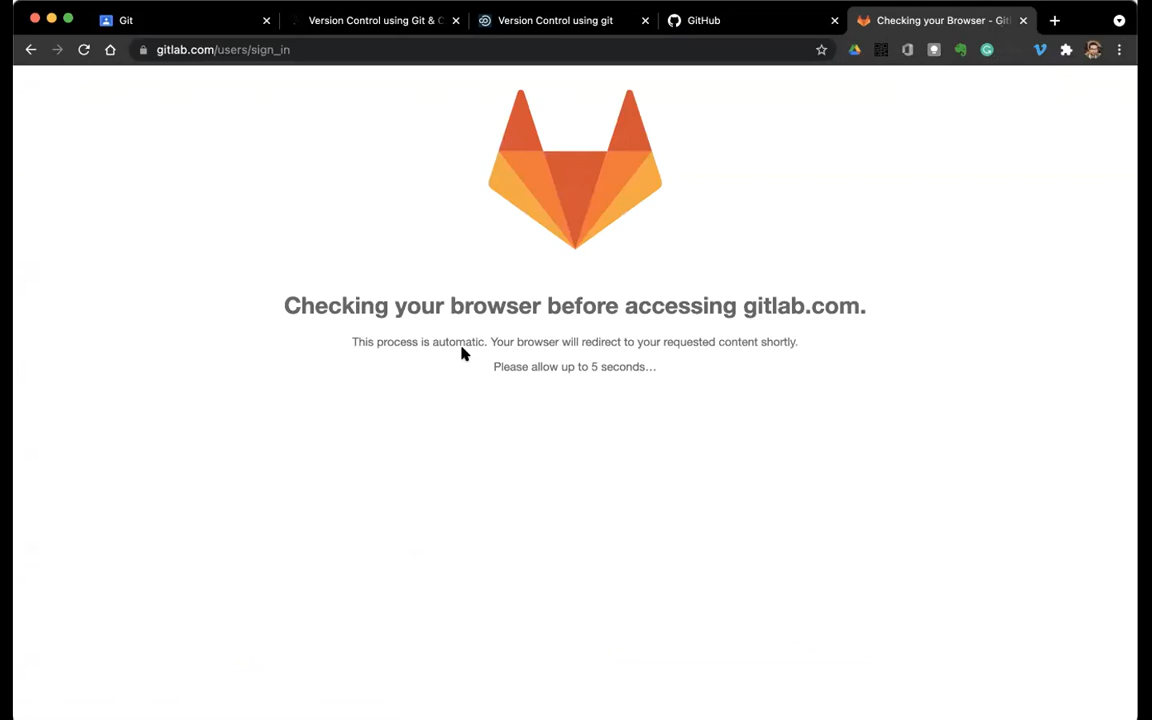 Git
Version Control using Git & C
Version Control using git
GitHub
Checking your Browser - Git
gitlab.com/users/sign_in
Checking your browser before accessing gitlab.com.
This process is automatic. Your browser will redirect to your requested content shortly.
Please allow up to 5 seconds...